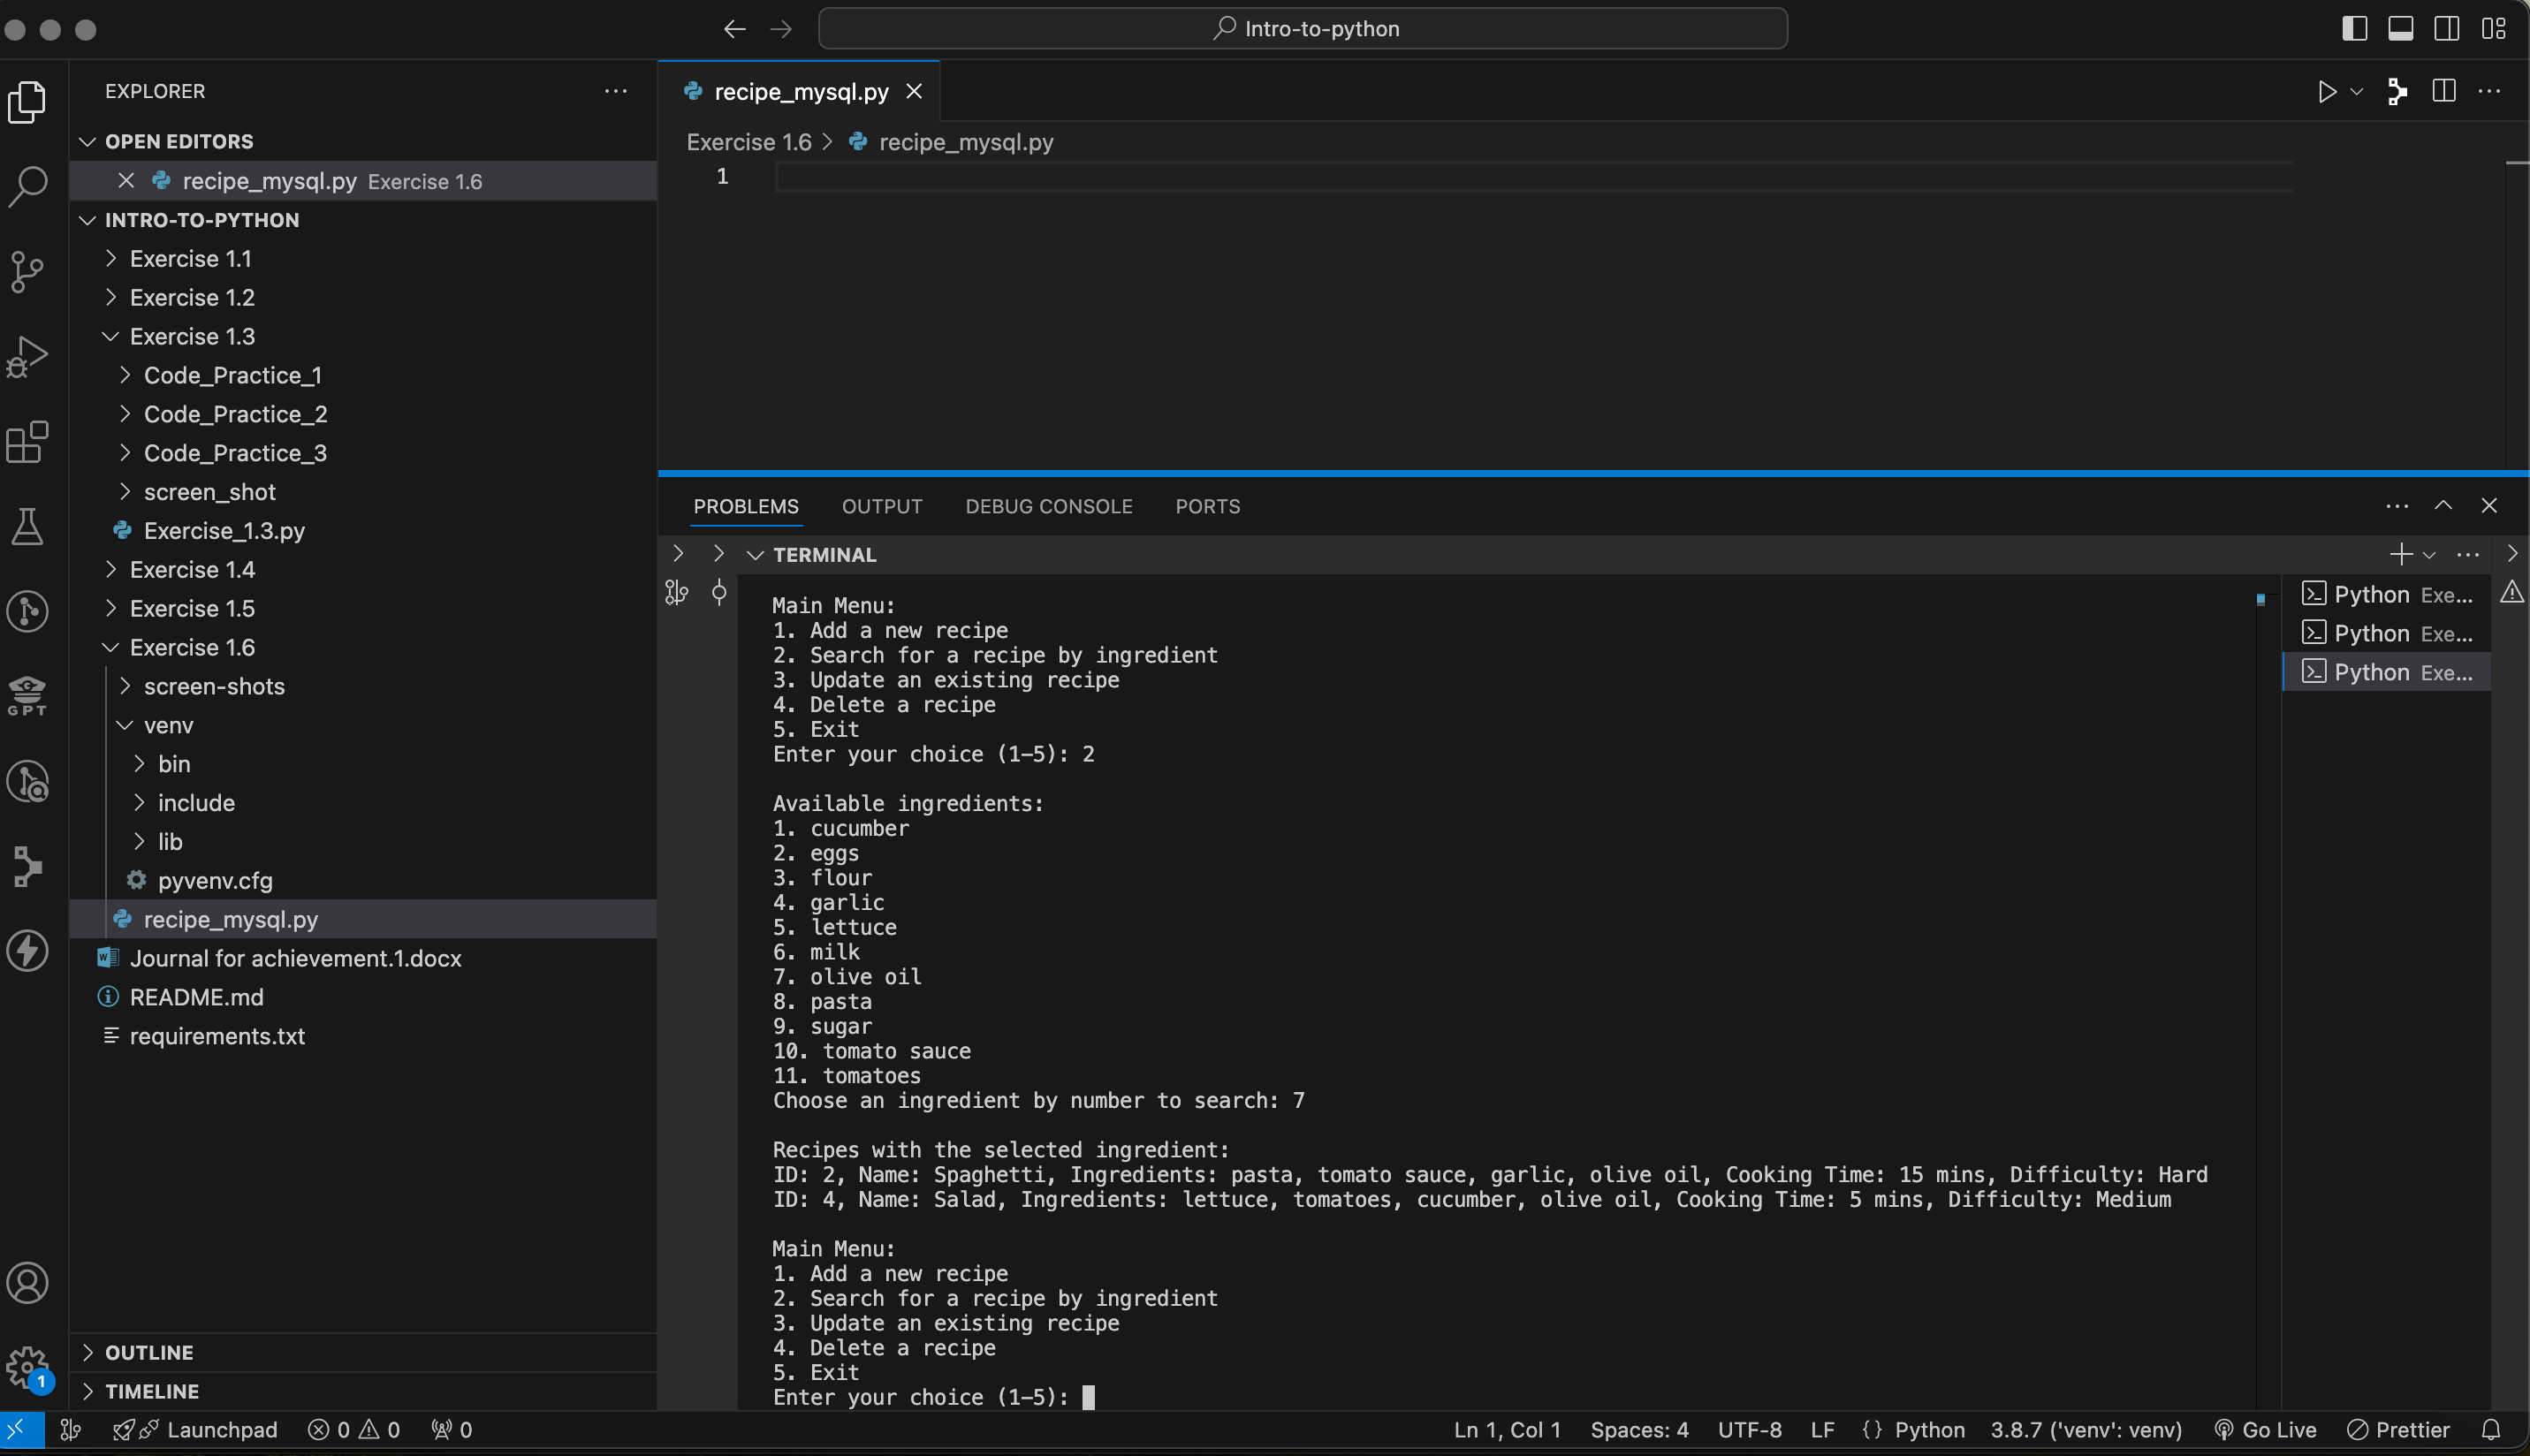 Intro-to-python
EXPLORER
OPEN EDITORS
recipe_mysql.py Exercise 1.6
INTRO-TO-PYTHON
Exercise 1.1
Exercise 1.2
Exercise 1.3
Code_Practice_1
Code_Practice_2
Code_Practice_3
screen_shot
Exercise_1.3.py
Exercise 1.4
Exercise 1.5
Exercise 1.6
screen-shots
venv
bin
include
lib
pyvenv.cfg
recipe_mysql.py
Journal for achievement.1.docx
README.md
requirements.txt
OUTLINE
TIMELINE
GPT
1
recipe_mysql.py
Exercise 1.6 > recipe_mysql.py
1
PROBLEMS OUTPUT DEBUG CONSOLE PORTS
TERMINAL
Main Menu:
1. Add a new recipe
2. Search for a recipe by ingredient
3. Update an existing recipe
4. Delete a recipe
5. Exit
Enter your choice (1-5): 2
Available ingredients:
1. cucumber
2. eggs
3. flour
4. garlic
5. lettuce
6. milk
7. olive oil
8. pasta
9. sugar
10. tomato sauce
11. tomatoes
Choose an ingredient by number to search: 7
Recipes with the selected ingredient:
ID: 2, Name: Spaghetti, Ingredients: pasta, tomato sauce, garlic, olive oil, Cooking Time: 15 mins, Difficulty: Hard
ID: 4, Name: Salad, Ingredients: lettuce, tomatoes, cucumber, olive oil, Cooking Time: 5 mins, Difficulty: Medium
Main Menu:
1. Add a new recipe
2. Search for a recipe by ingredient
3. Update an existing recipe
4. Delete a recipe
5. Exit
Enter your choice (1-5):
Python Exe...
Python Exe...
Python Exe...
Launchpad 0 0 0 Ln 1, Col 1 Spaces: 4 UTF-8 LF {} Python 3.8.7 ('venv': venv) Go Live Prettier